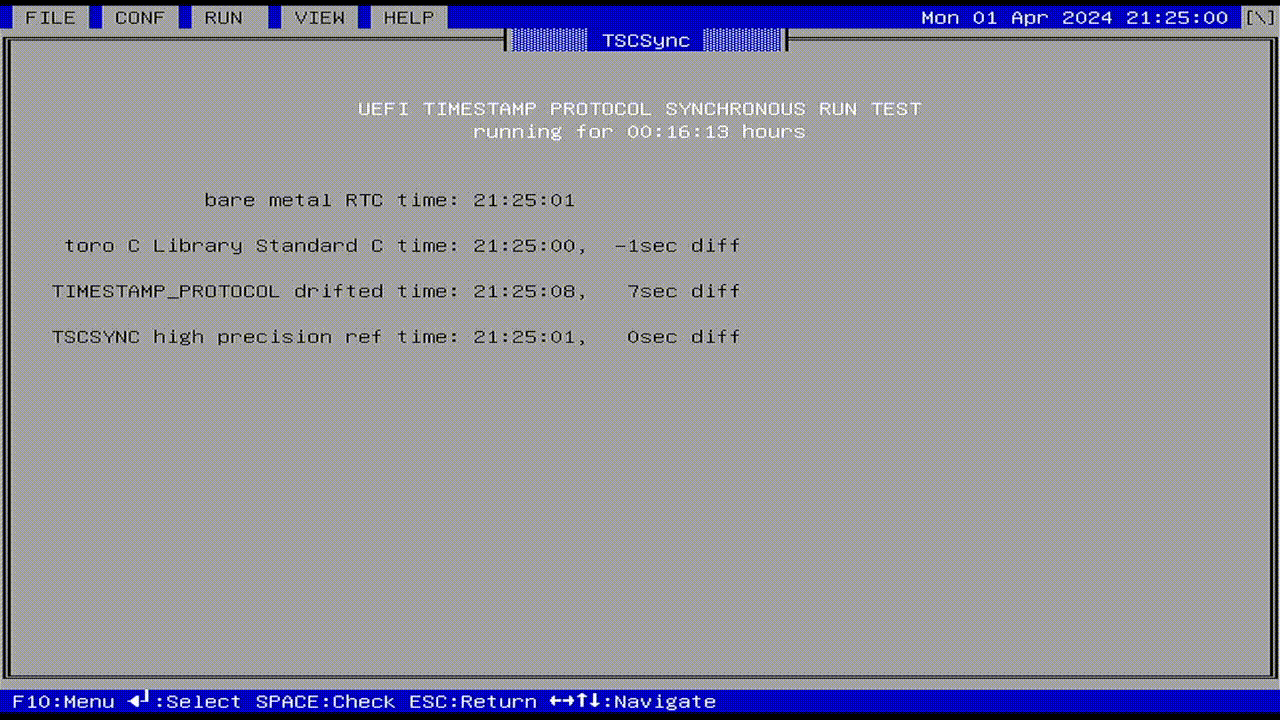 FILE CONF RUN VIEW HELP Mon 01 Apr 2024 21:25:00 [\]
TSCSync
UEFI TIMESTAMP PROTOCOL SYNCHRONOUS RUN TEST
running for 00:16:13 hours
bare metal RTC time: 21:25:01
toro C Library Standard C time: 21:25:00, -1sec diff
TIMESTAMP_PROTOCOL drifted time: 21:25:08, 7sec diff
TSCSYNC high precision ref time: 21:25:01, 0sec diff
F10:Menu ◄┘:Select SPACE:Check ESC:Return ←→↑↓:Navigate